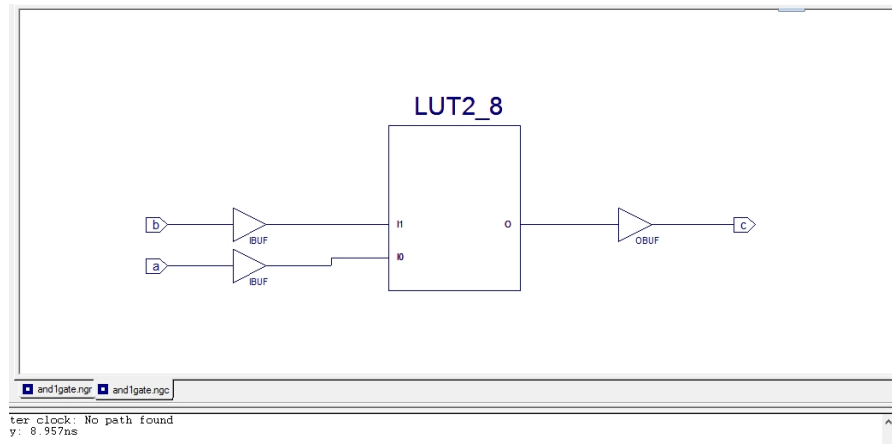 LUT2_8
b
IBUF
I1
O
OBUF
c
a
IBUF
I0
and1gate.ngr and1gate.ngc
ter clock: No path found
y: 8.957ns